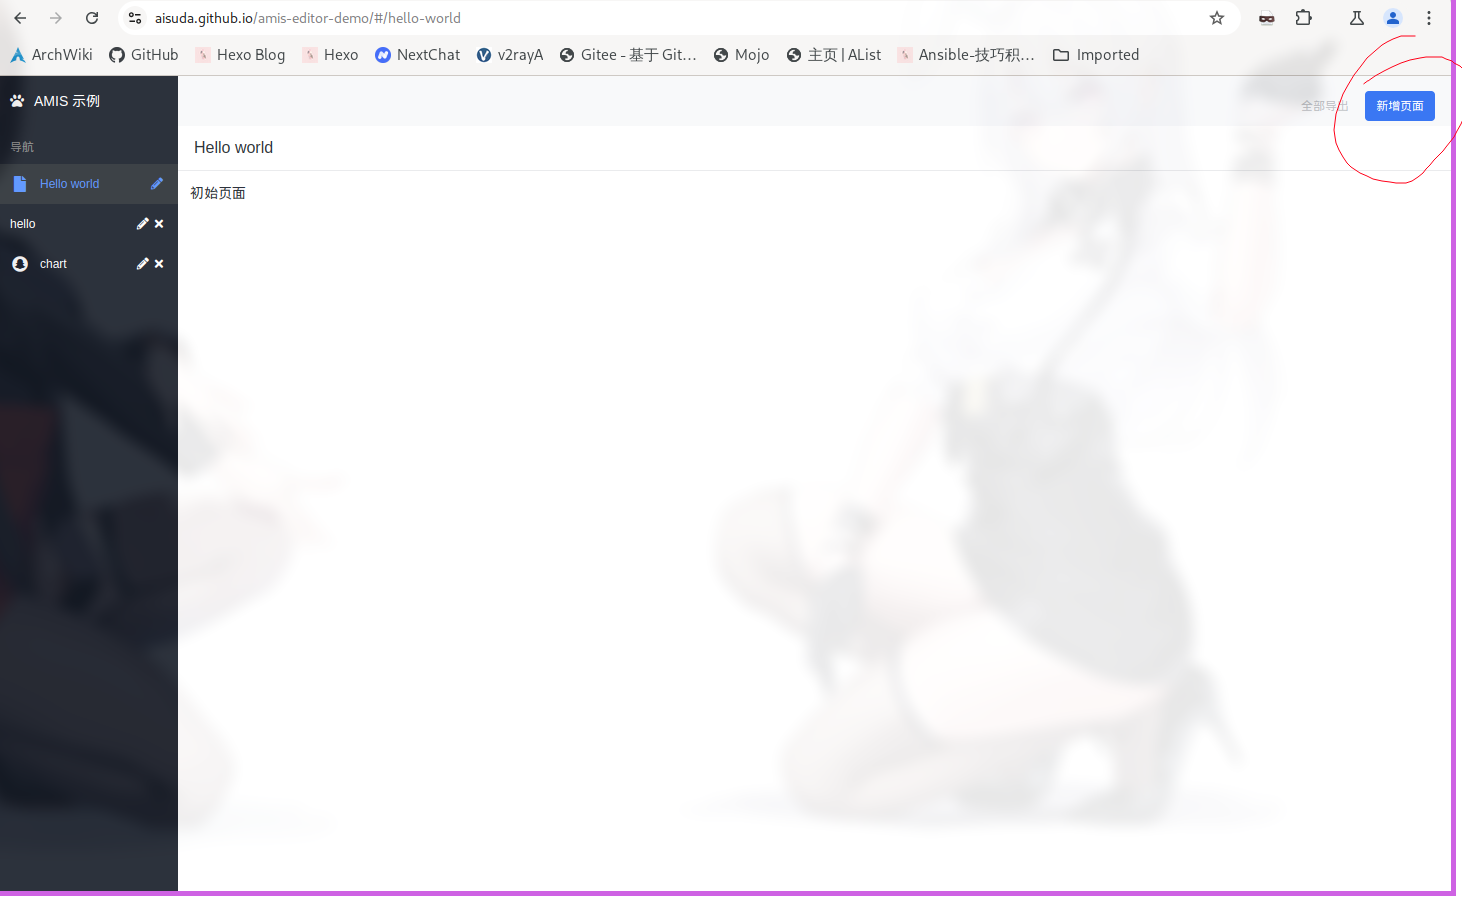 aisuda.github.io/amis-editor-demo/#/hello-world
ArchWiki GitHub Hexo Blog Hexo NextChat v2rayA Gitee - 基于 Git… Mojo 主页 | AList Ansible-技巧积… Imported
AMIS 示例
全部导出 新增页面
导航
Hello world
Hello world
初始页面
hello
chart